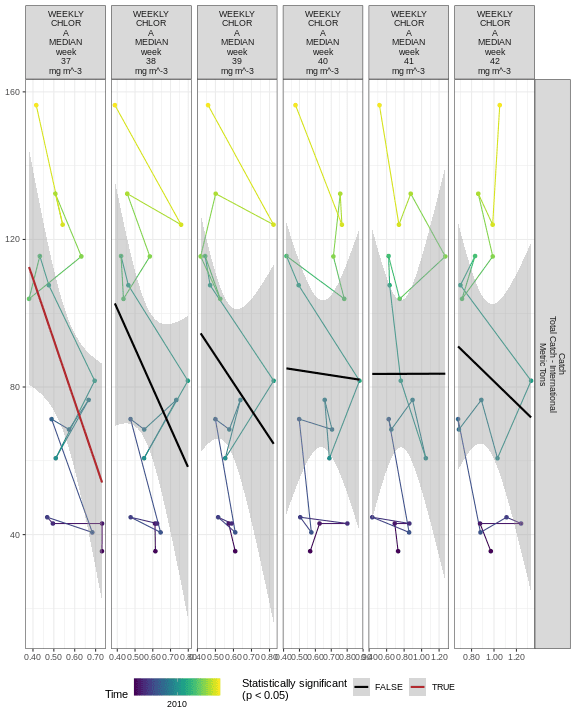 WEEKLY
CHLOR
A
MEDIAN
week
37
mg m^-3
WEEKLY
CHLOR
A
MEDIAN
week
38
mg m^-3
WEEKLY
CHLOR
A
MEDIAN
week
39
mg m^-3
WEEKLY
CHLOR
A
MEDIAN
week
40
mg m^-3
WEEKLY
CHLOR
A
MEDIAN
week
41
mg m^-3
WEEKLY
CHLOR
A
MEDIAN
week
42
mg m^-3
160
120
80
40
Catch
Total Catch - International
Metric Tons
0.40 0.50 0.60 0.70
0.40 0.50 0.60 0.70 0.80
0.40 0.50 0.60 0.70 0.80
0.40 0.50 0.60 0.70 0.80 0.90
0.40 0.60 0.80 1.00 1.20
0.80 1.00 1.20
Time
2010
Statistically significant
(p < 0.05)
FALSE
TRUE